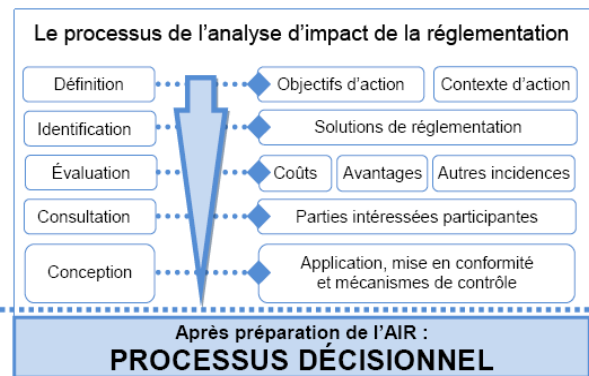 Le processus de l'analyse d'impact de la réglementation
Définition
Objectifs d'action
Contexte d'action
Identification
Solutions de réglementation
Évaluation
Coûts
Avantages
Autres incidences
Consultation
Parties intéressées participantes
Conception
Application, mise en conformité
et mécanismes de contrôle
Après préparation de l'AIR :
PROCESSUS DÉCISIONNEL